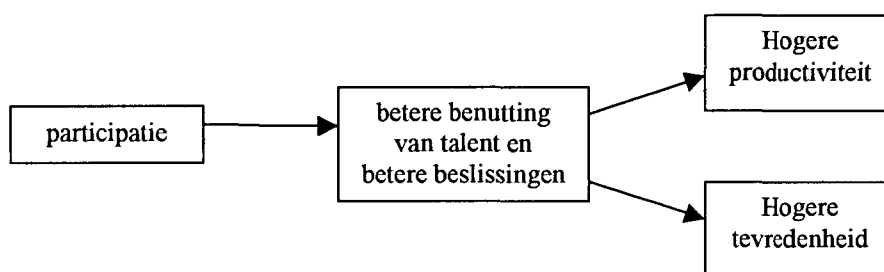 participatie
betere benutting
van talent en
betere beslissingen
Hogere
productiviteit
Hogere
tevredenheid